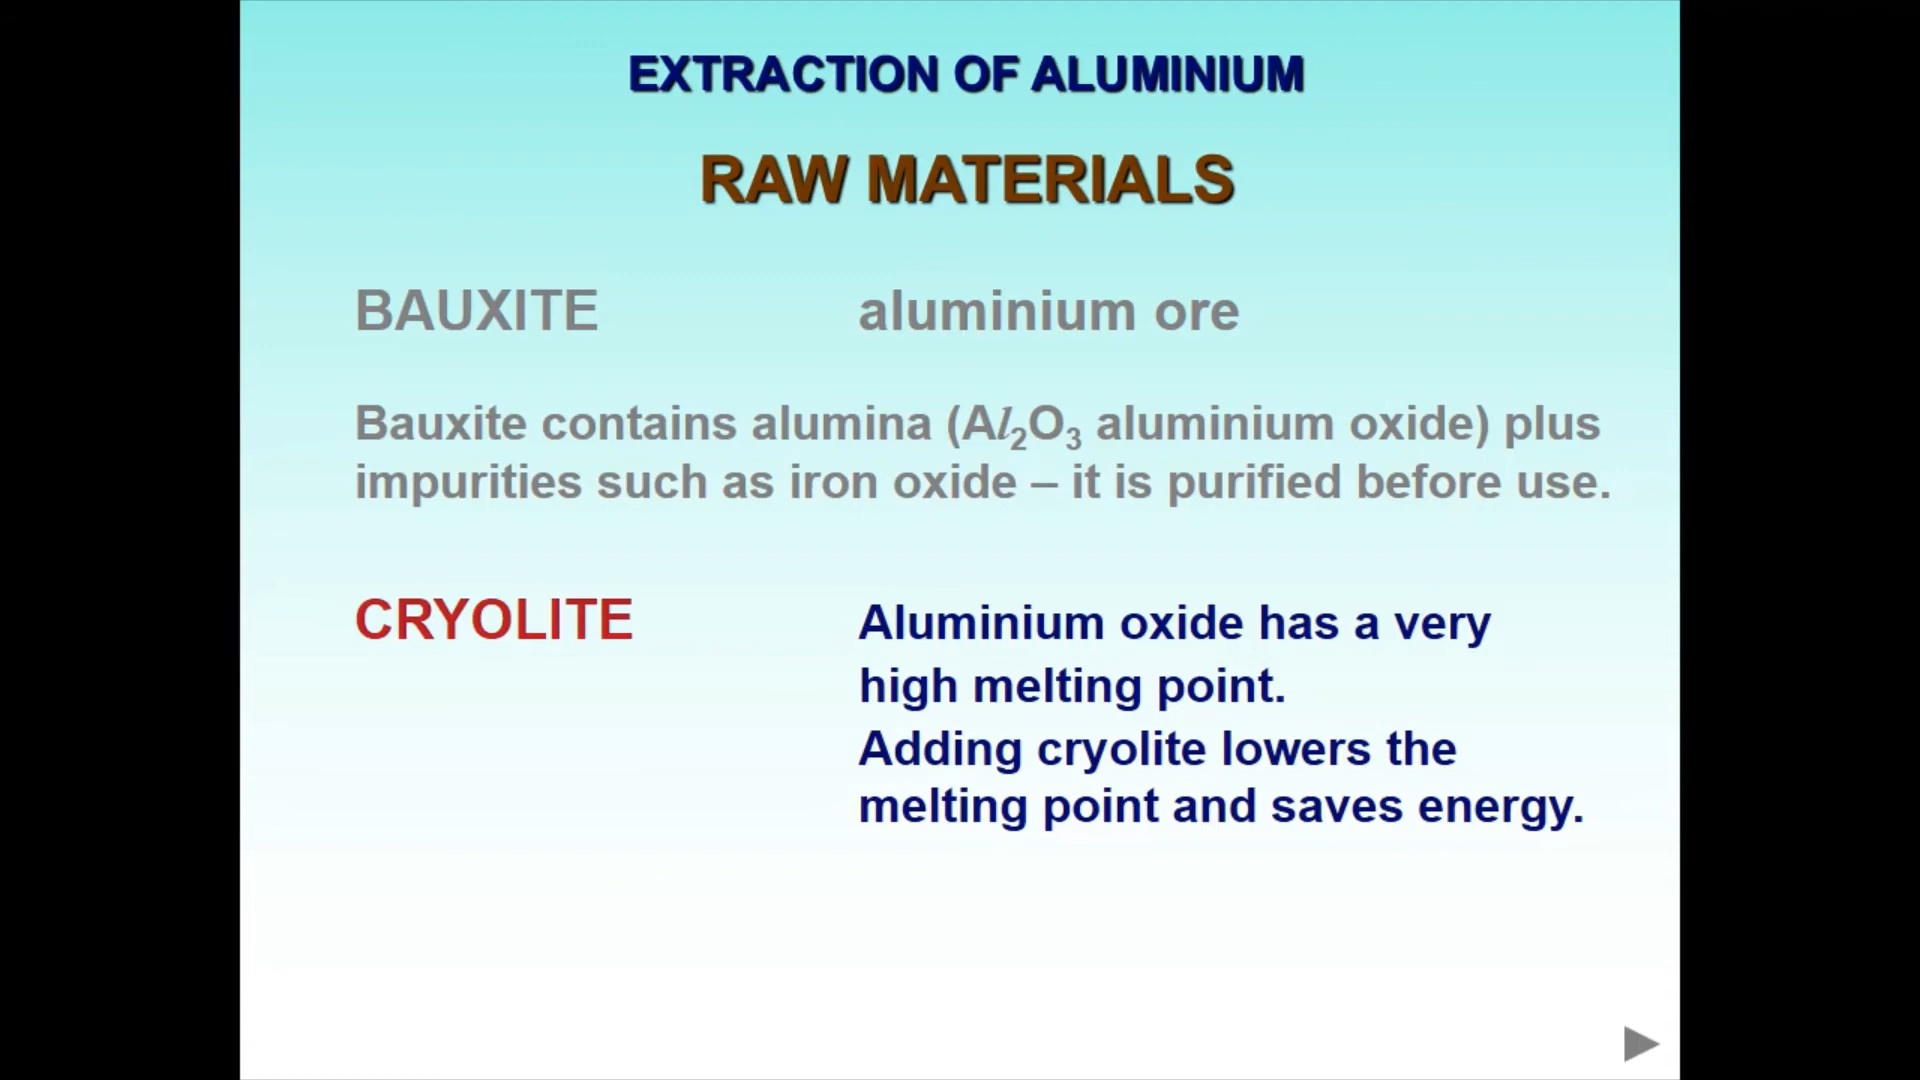 EXTRACTION OF ALUMINIUM
RAW MATERIALS
BAUXITE aluminium ore
Bauxite contains alumina (Al₂O₃ aluminium oxide) plus
impurities such as iron oxide – it is purified before use.
CRYOLITE Aluminium oxide has a very
high melting point.
Adding cryolite lowers the
melting point and saves energy.